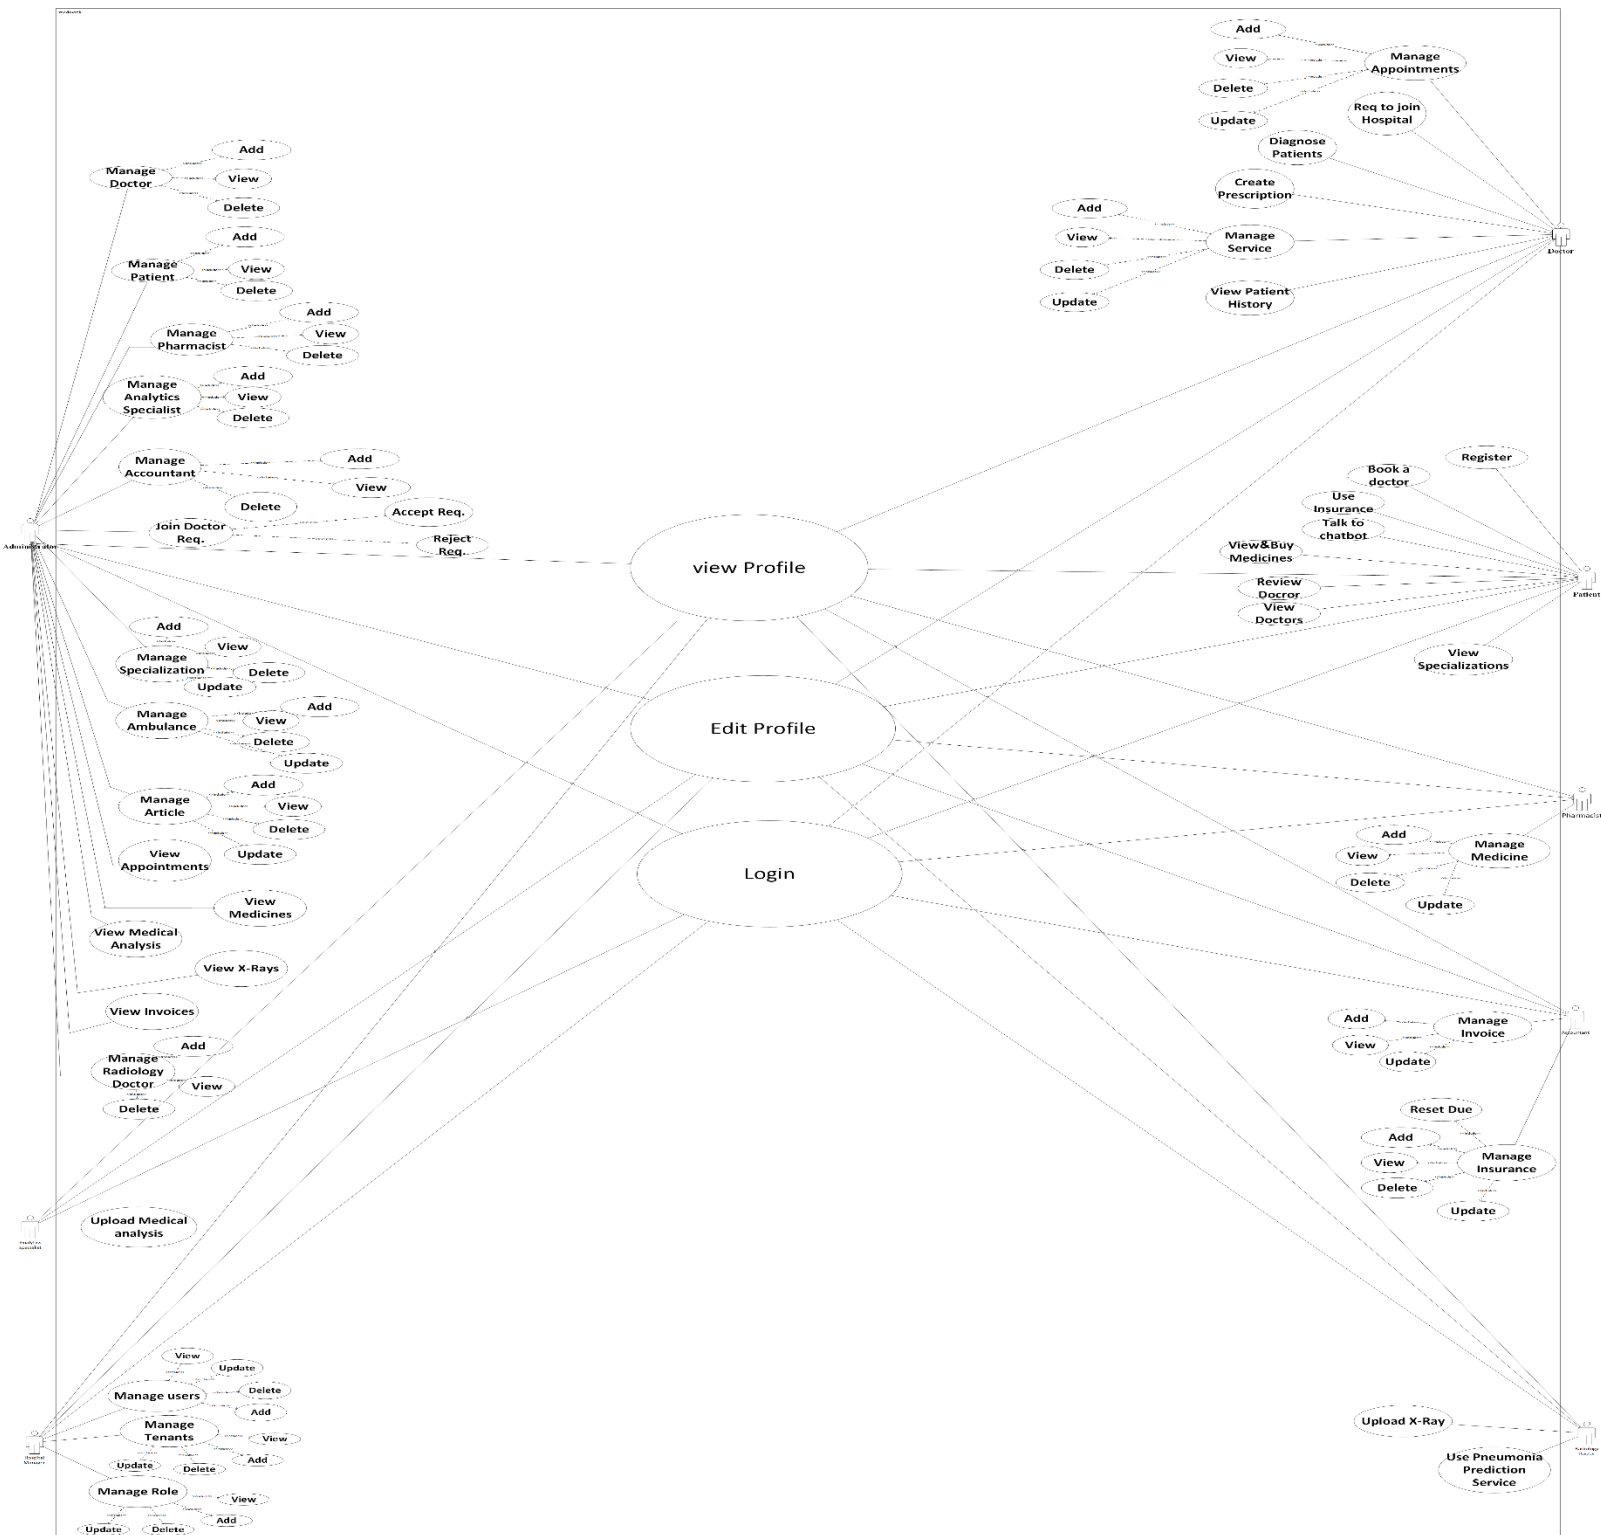 Manage
Doctor
Add
View
Delete
Manage
Patient
Add
View
Delete
Manage
Pharmacist
Add
View
Delete
Manage
Analytics
Specialist
Add
View
Delete
Manage
Accountant
Add
View
Delete
Join Doctor
Req.
Accept Req.
Reject
Req.
Administrator
Manage
Specialization
Add
View
Delete
Update
Manage
Ambulance
Add
View
Delete
Update
Manage
Article
Add
View
Delete
Update
View
Appointments
View
Medicines
View Medical
Analysis
View X-Rays
View Invoices
Manage
Radiology
Doctor
Add
View
Delete
Upload Medical
analysis
Manage users
View
Update
Delete
Add
Manage
Tenants
View
Add
Delete
Update
Hospital
Manager
Manage Role
View
Add
Delete
Update
view Profile
Edit Profile
Login
Manage
Appointments
Add
View
Delete
Update
Req to join
Hospital
Diagnose
Patients
Create
Prescription
Manage
Service
Add
View
Delete
Update
View Patient
History
Doctor
Register
Book a
doctor
Use
Insurance
Talk to
chatbot
View&Buy
Medicines
Review
Docror
View
Doctors
View
Specializations
Patient
Pharmacist
Manage
Medicine
Add
View
Delete
Update
Accountant
Manage
Invoice
Add
View
Update
Manage
Insurance
Reset Due
Add
View
Delete
Update
Upload X-Ray
Use Pneumonia
Prediction
Service